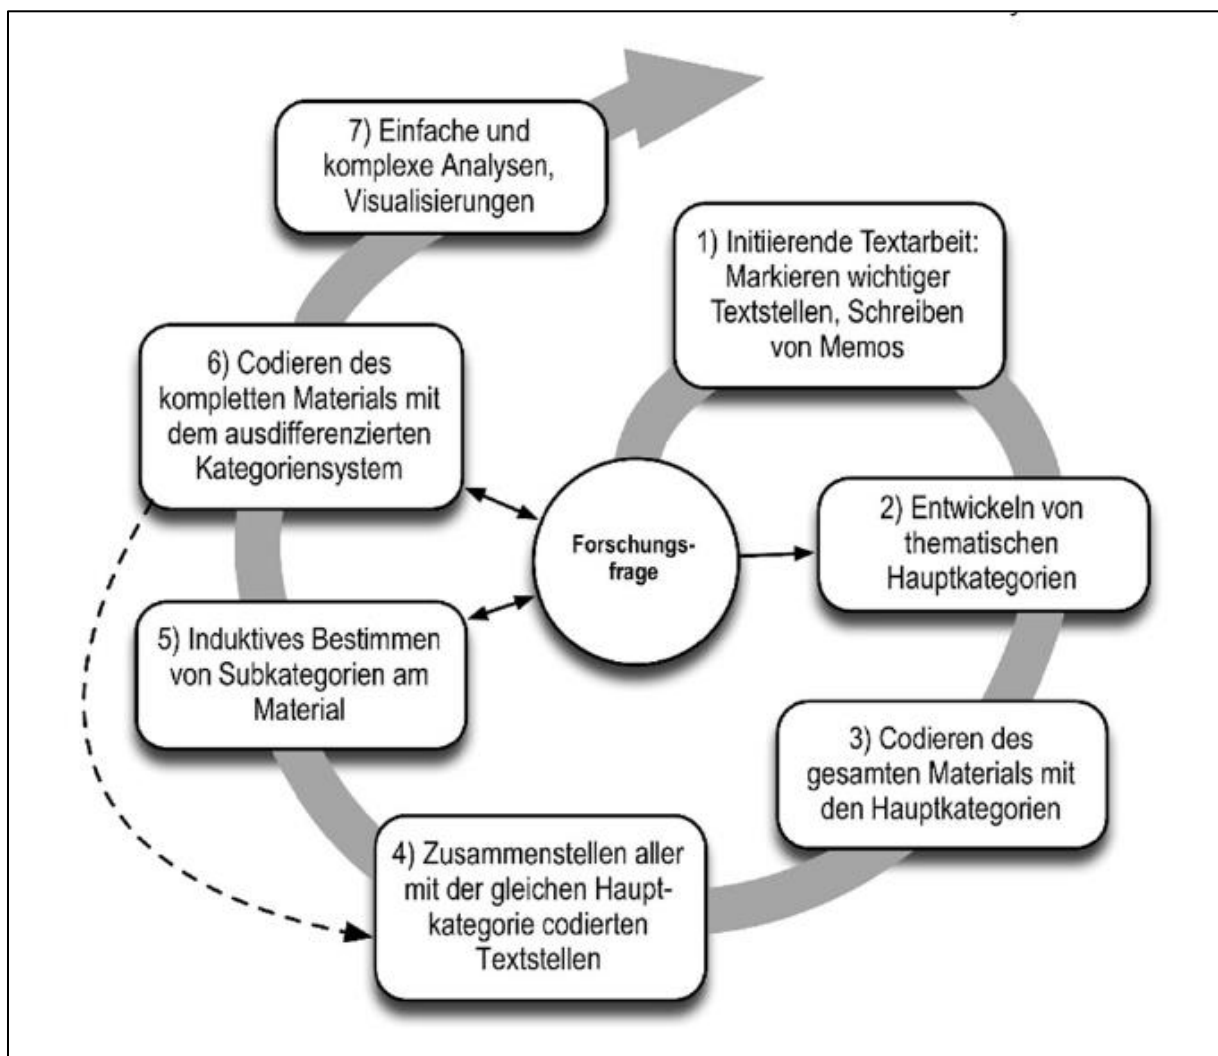 7) Einfache und
komplexe Analysen,
Visualisierungen
1) Initiierende Textarbeit:
Markieren wichtiger
Textstellen, Schreiben
von Memos
6) Codieren des
kompletten Materials mit
dem ausdifferenzierten
Kategoriensystem
Forschungs-
frage
2) Entwickeln von
thematischen
Hauptkategorien
5) Induktives Bestimmen
von Subkategorien am
Material
3) Codieren des
gesamten Materials mit
den Hauptkategorien
4) Zusammenstellen aller
mit der gleichen Haupt-
kategorie codierten
Textstellen